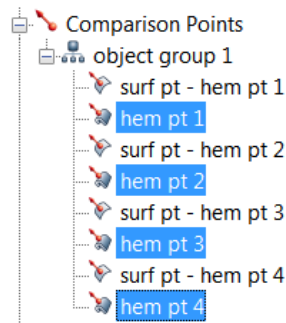 Comparison Points
object group 1
surf pt - hem pt 1
hem pt 1
surf pt - hem pt 2
hem pt 2
surf pt - hem pt 3
hem pt 3
surf pt - hem pt 4
hem pt 4